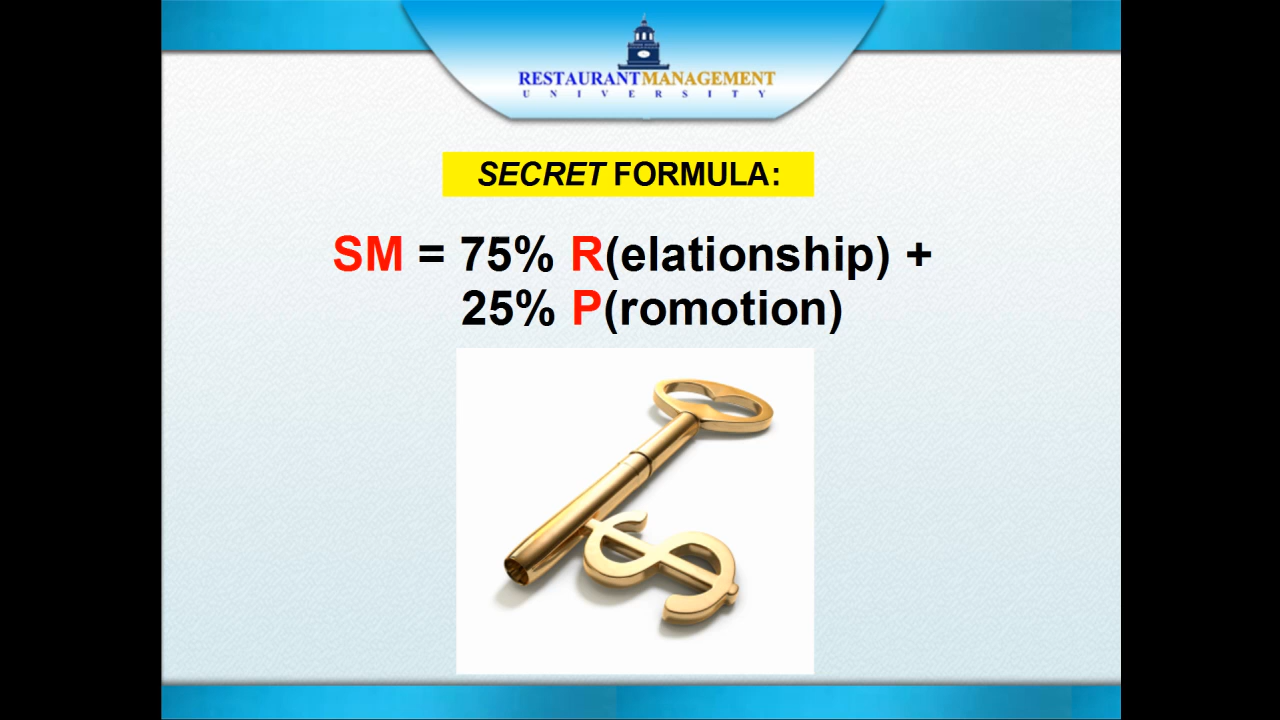 RESTAURANTMANAGEMENT
UNIVERSITY
SECRET FORMULA:
SM = 75% R(elationship) +
25% P(romotion)